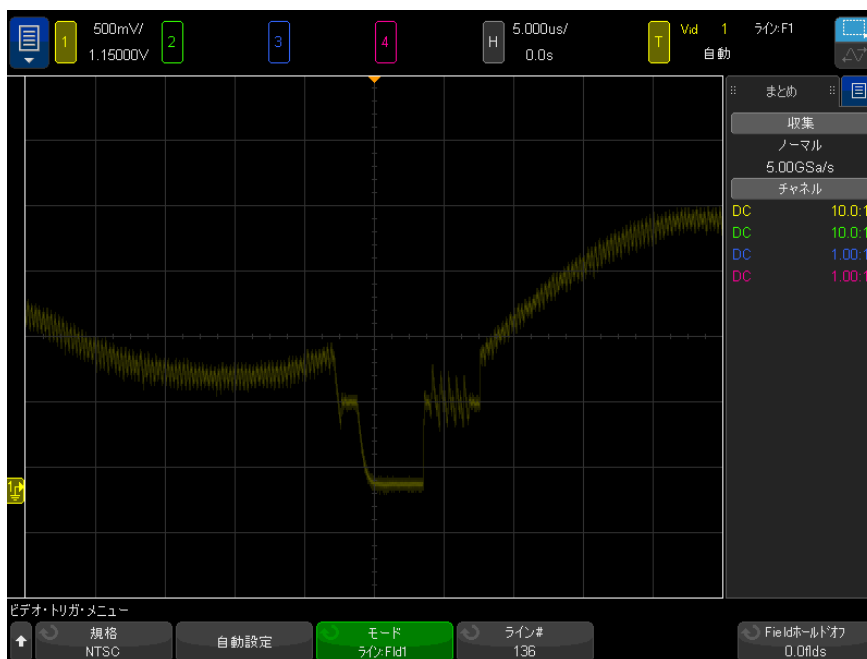 1
500mV/
1.15000V
2
3
4
H
5.000us/
0.0s
T
Vid 1
自動
ライン:F1
まとめ
収集
ノーマル
5.00GSa/s
チャネル
DC 10.0:1
DC 10.0:1
DC 1.00:1
DC 1.00:1
1
ビデオ・トリガ・メニュー
規格
NTSC
自動設定
モード
ライン:Fld1
ライン#
136
Fieldホールドオフ
0.0flds